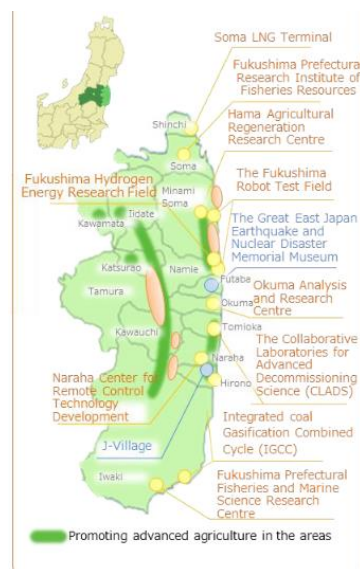 Soma LNG Terminal
Fukushima Prefectura
Research Institute of
Fisheries Resources
Shinchi
Hama Agricultural
Regeneration
Research Centre
Soma
Fukushima Hydrogen
Energy Research Field
Minami
Soma
The Fukushima
Robot Test Field
Iidate
Kawamata
The Great East Japan
Earthquake and
Nuclear Disaster
Memorial Museum
Katsurao
Namie
Futaba
Tamura
Okuma
Okuma Analysis
and Research
Centre
Tomioka
Kawauchi
The Collaborative
Laboratories for
Advanced
Decommissioning
Science (CLADS)
Naraha
Naraha Center for
Remote Control
Technology
Development
Hirono
Integrated coal
Gasification Combined
Cycle (IGCC)
J-Village
Iwaki
Fukushima Prefectural
Fisheries and Marine
Science Research
Centre
Promoting advanced agriculture in the areas